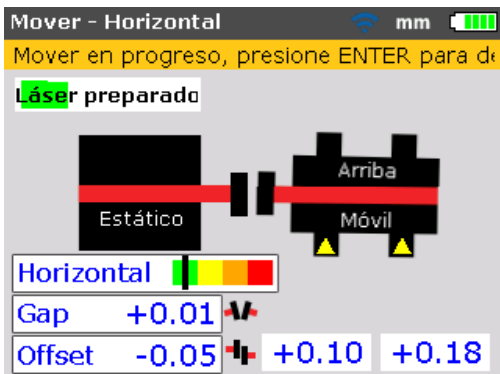 Mover - Horizontal mm
Mover en progreso, presione ENTER para de
Láser preparado
Arriba
Estático
Móvil
Horizontal
Gap +0.01
Offset -0.05 +0.10 +0.18